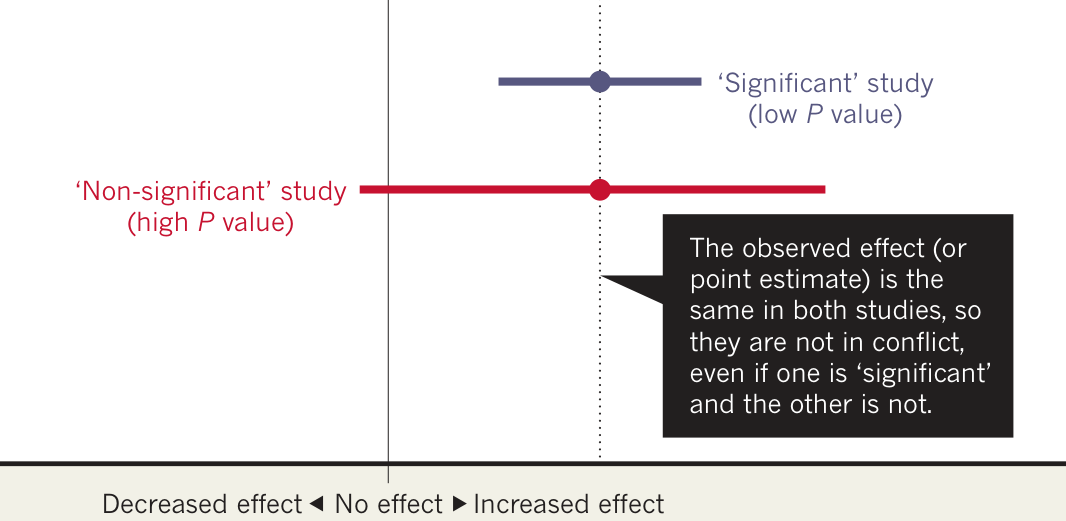 ‘Significant’ study
(low P value)
‘Non-significant’ study
(high P value)
The observed effect (or
point estimate) is the
same in both studies, so
they are not in conflict,
even if one is ‘significant’
and the other is not.
Decreased effect ◀ No effect ▶ Increased effect